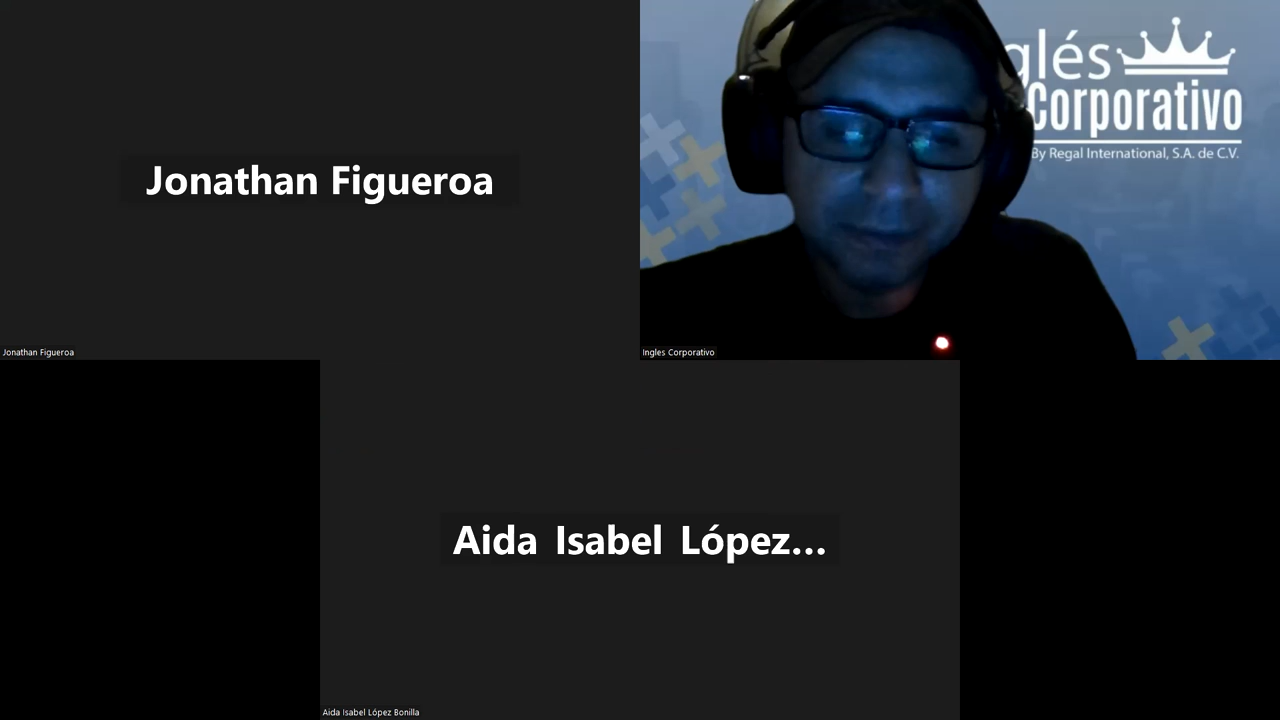 Jonathan Figueroa
Jonathan Figueroa
glés
Corporativo
By Regal International, S.A. de C.V.
Ingles Corporativo
Aida Isabel López...
Aida Isabel López Bonilla